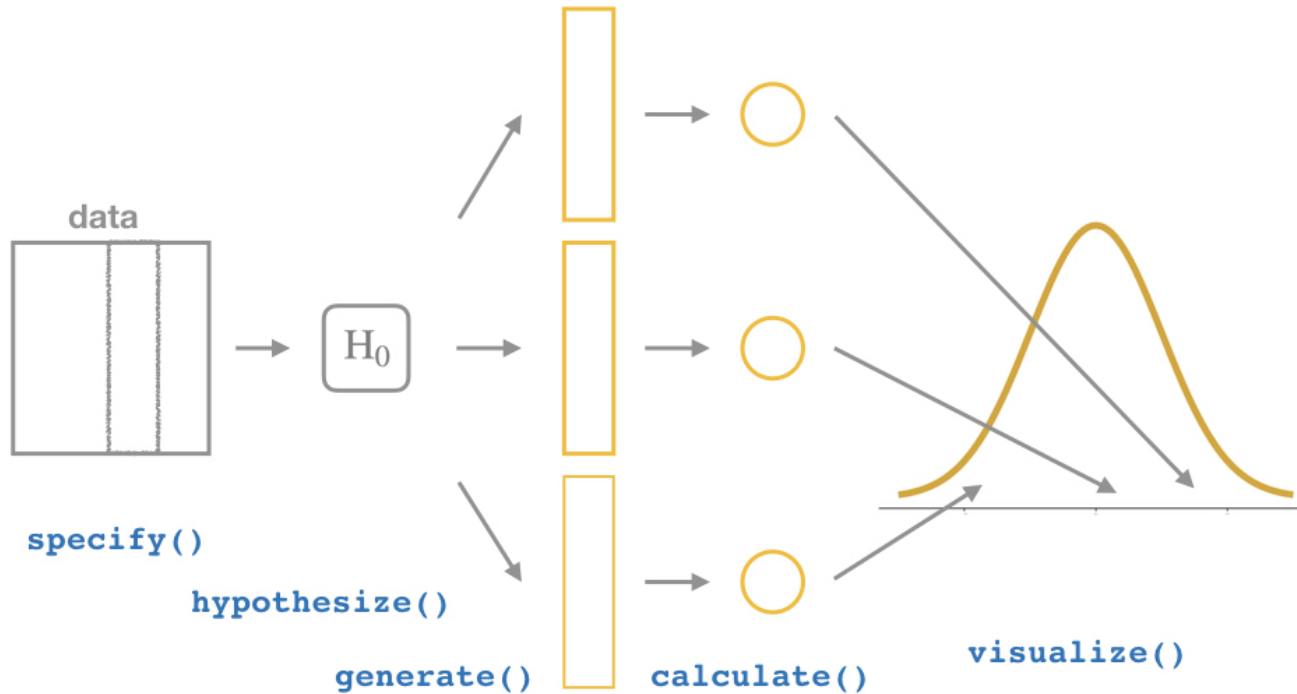 data
H₀
specify()
hypothesize()
generate()
calculate()
visualize()